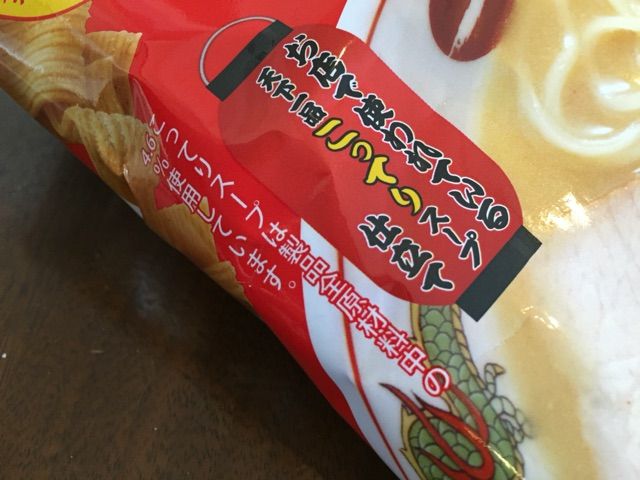 お店で使われている
天下一品こってりスープ
仕立て
こってりスープは製品全原材料中の
4.6%使用しています。